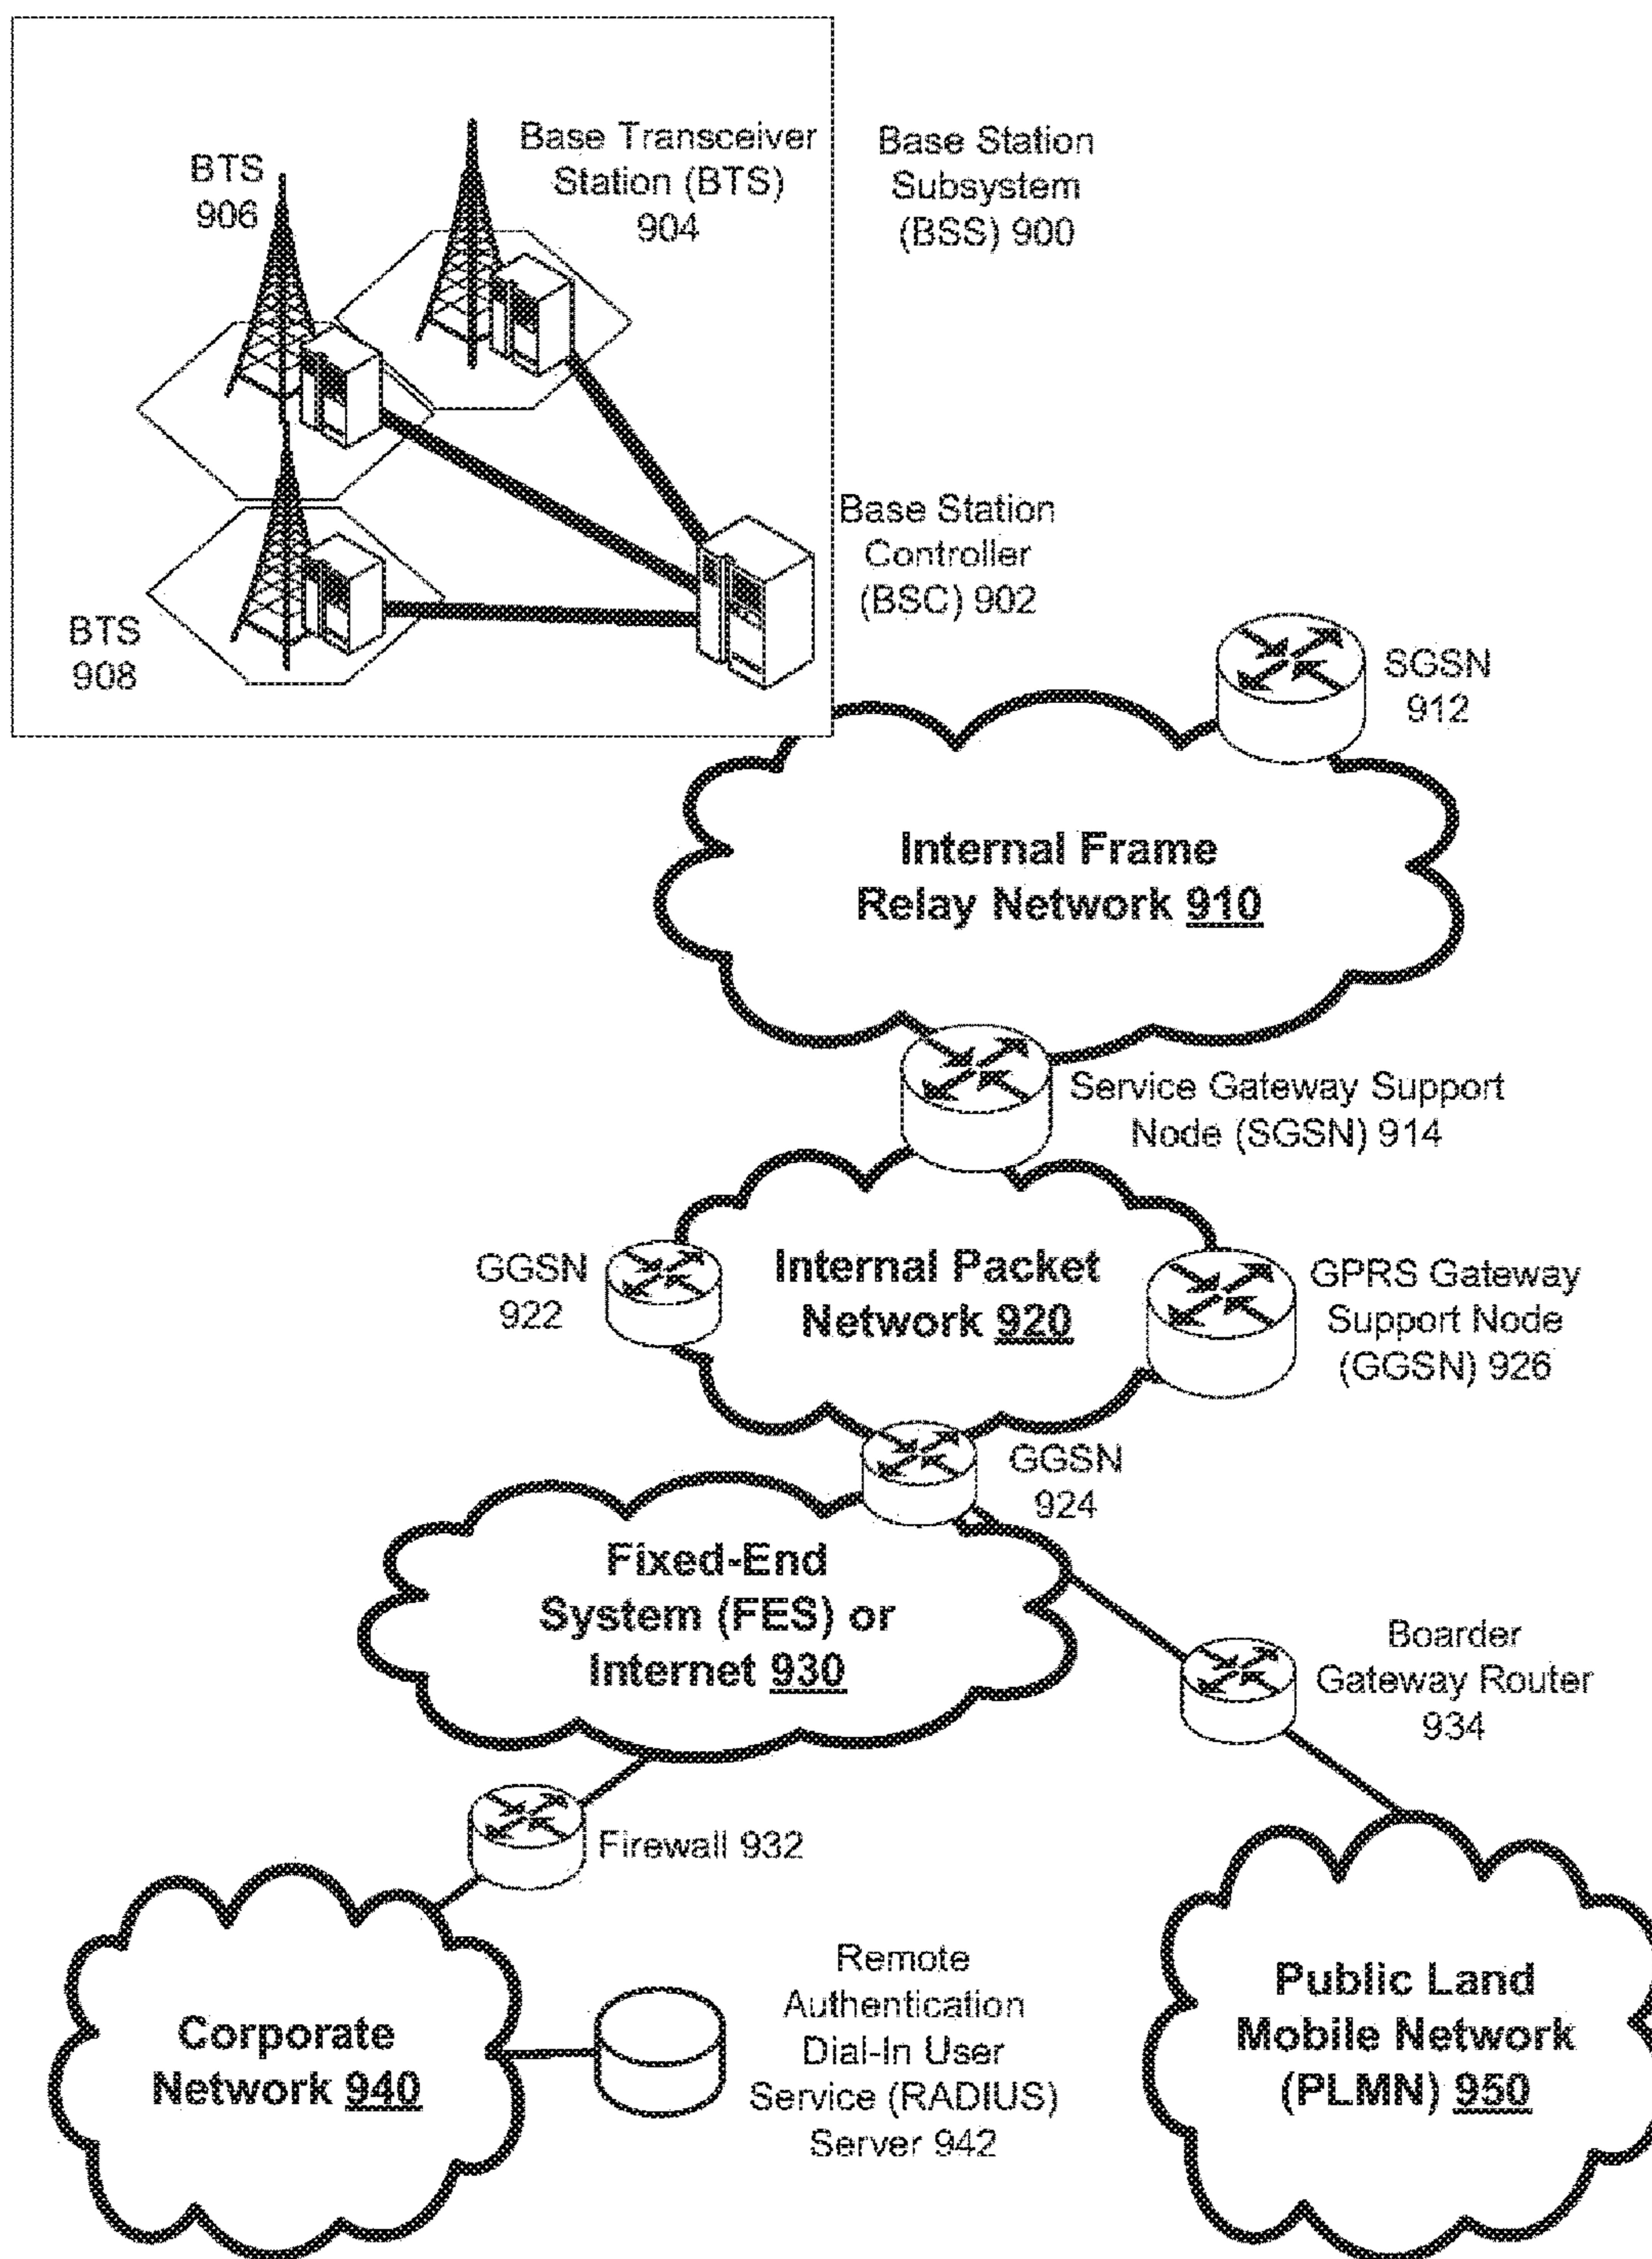 BTS
906
Base Transceiver
Station (BTS)
904
Base Station
Subsystem
(BSS) 900
BTS
908
Base Station
Controller
(BSC) 902
SGSN
912
Internal Frame
Relay Network 910
Service Gateway Support
Node (SGSN) 914
GGSN
922
Internal Packet
Network 920
GPRS Gateway
Support Node
(GGSN) 926
GGSN
924
Fixed-End
System (FES) or
Internet 930
Boarder
Gateway Router
934
Firewall 932
Corporate
Network 940
Remote
Authentication
Dial-In User
Service (RADIUS)
Server 942
Public Land
Mobile Network
(PLMN) 950